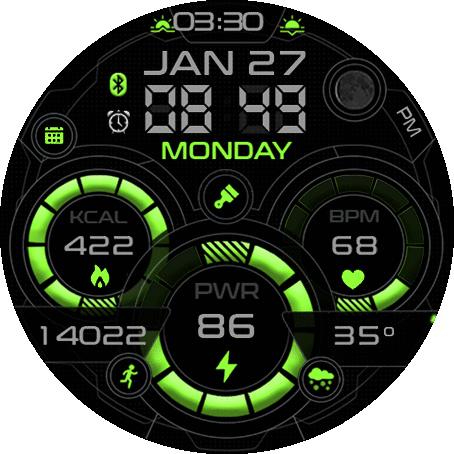 03:30
JAN 27
08 49
PM
MONDAY
KCAL
BPM
422
68
PWR
86
14022
35°